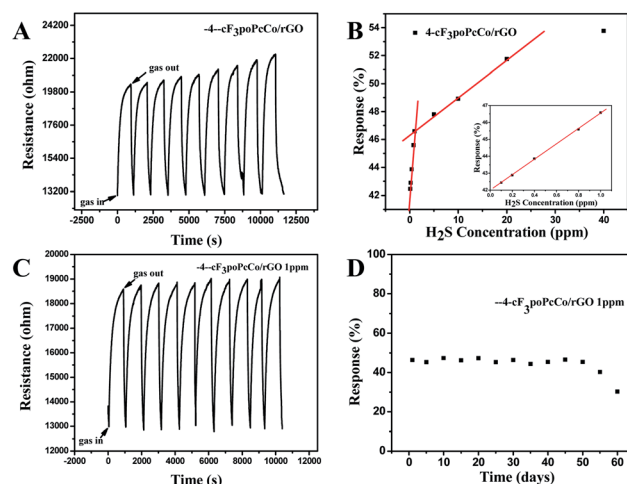 A
-4--cF3poPcCo/rGO
gas out
gas in
Resistance (ohm)
22200
19800
17600
15400
13200
-2500 0 2500 5000 7500 10000 12500
Time (s)
B
4-cF3poPcCo/rGO
Response (%)
54
52
50
48
46
44
42
0 10 20 30 40
H2S Concentration (ppm)
Response (%)
47
46
45
44
43
42
0.0 0.2 0.4 0.6 0.8 1.0
H2S Concentration (ppm)
C
-4--cF3poPcCo/rGO 1ppm
gas out
gas in
Resistance (ohm)
20000
19000
18000
17000
16000
15000
14000
13000
12000
-2000 0 2000 4000 6000 8000 10000
Time (s)
D
--4-cF3poPcCo/rGO 1ppm
Response (%)
100
80
60
40
20
0
0 10 20 30 40 50 60
Time (days)